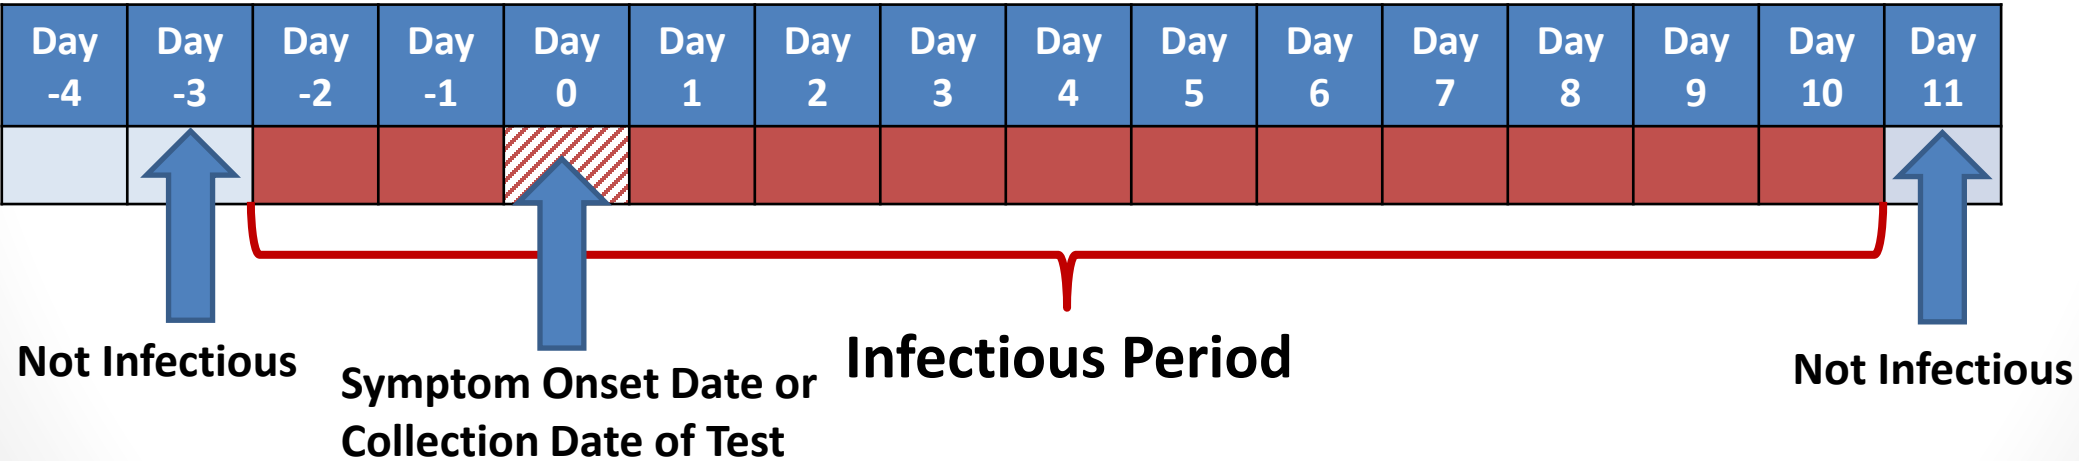 Day Day Day Day Day Day Day Day Day Day Day Day Day Day Day Day
-4 -3 -2 -1 0 1 2 3 4 5 6 7 8 9 10 11
Not Infectious
Symptom Onset Date or
Collection Date of Test
Infectious Period
Not Infectious